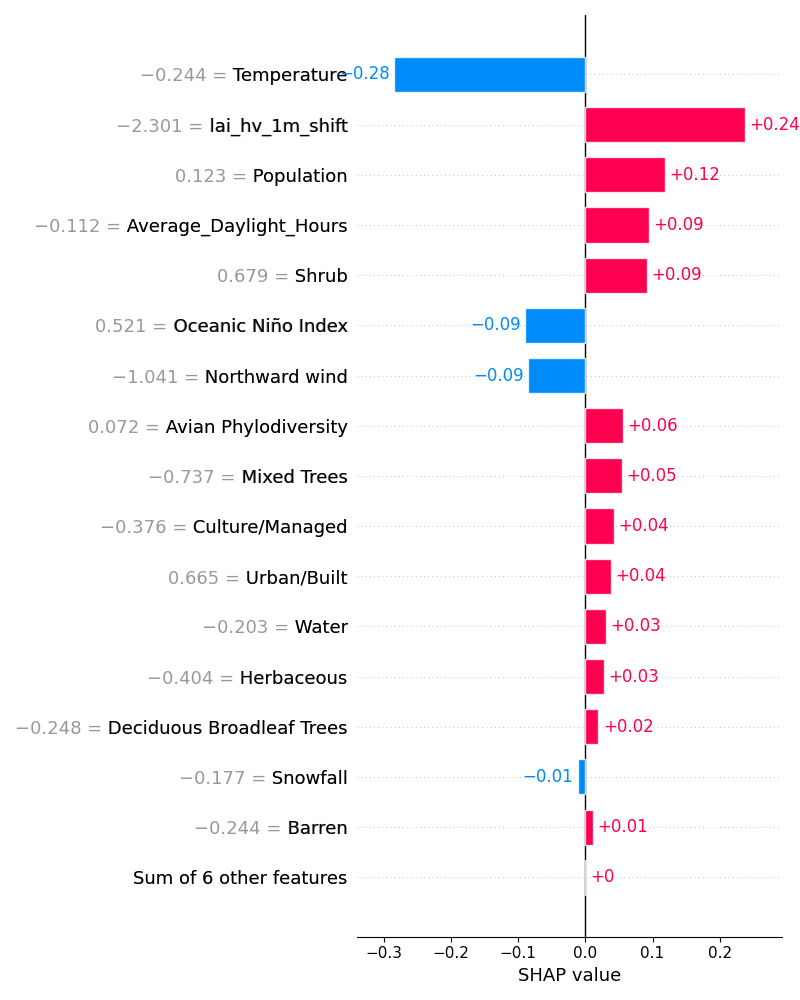 −0.244 = Temperature −0.28
−2.301 = lai_hv_1m_shift +0.24
0.123 = Population +0.12
−0.112 = Average_Daylight_Hours +0.09
0.679 = Shrub +0.09
0.521 = Oceanic Niño Index −0.09
−1.041 = Northward wind −0.09
0.072 = Avian Phylodiversity +0.06
−0.737 = Mixed Trees +0.05
−0.376 = Culture/Managed +0.04
0.665 = Urban/Built +0.04
−0.203 = Water +0.03
−0.404 = Herbaceous +0.03
−0.248 = Deciduous Broadleaf Trees +0.02
−0.177 = Snowfall −0.01
−0.244 = Barren +0.01
Sum of 6 other features +0
−0.3 −0.2 −0.1 0.0 0.1 0.2
SHAP value